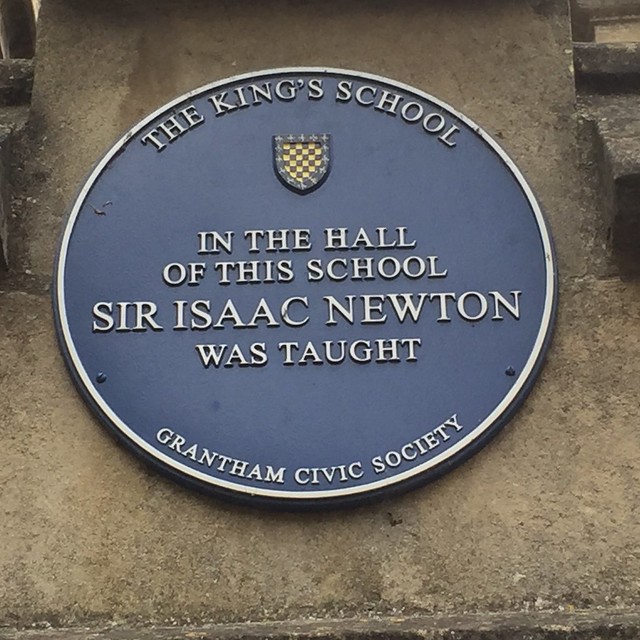 THE KING'S SCHOOL
IN THE HALL
OF THIS SCHOOL
SIR ISAAC NEWTON
WAS TAUGHT
GRANTHAM CIVIC SOCIETY